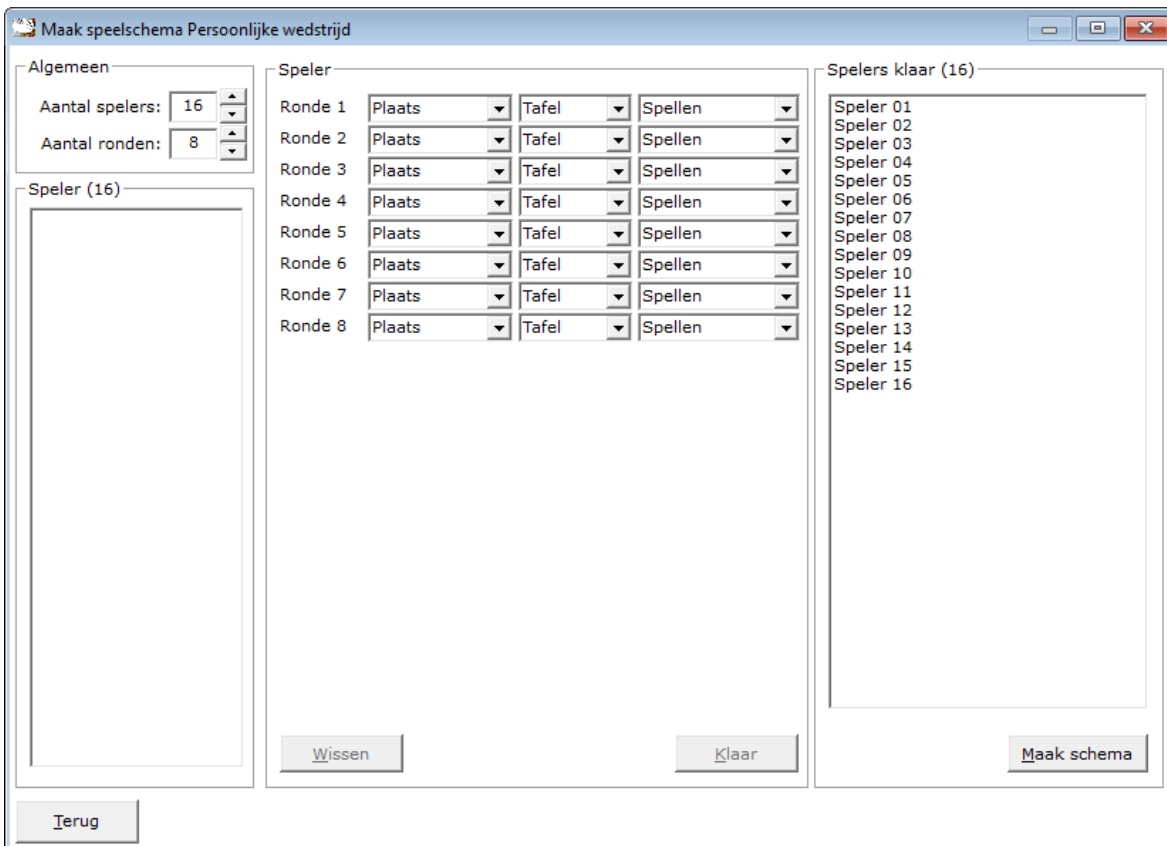 Maak speelschema Persoonlijke wedstrijd
Algemeen
Aantal spelers: 16
Aantal ronden: 8
Speler (16)
Terug
Speler
Ronde 1 Plaats Tafel Spellen
Ronde 2 Plaats Tafel Spellen
Ronde 3 Plaats Tafel Spellen
Ronde 4 Plaats Tafel Spellen
Ronde 5 Plaats Tafel Spellen
Ronde 6 Plaats Tafel Spellen
Ronde 7 Plaats Tafel Spellen
Ronde 8 Plaats Tafel Spellen
Wissen Klaar
Spelers klaar (16)
Speler 01
Speler 02
Speler 03
Speler 04
Speler 05
Speler 06
Speler 07
Speler 08
Speler 09
Speler 10
Speler 11
Speler 12
Speler 13
Speler 14
Speler 15
Speler 16
Maak schema